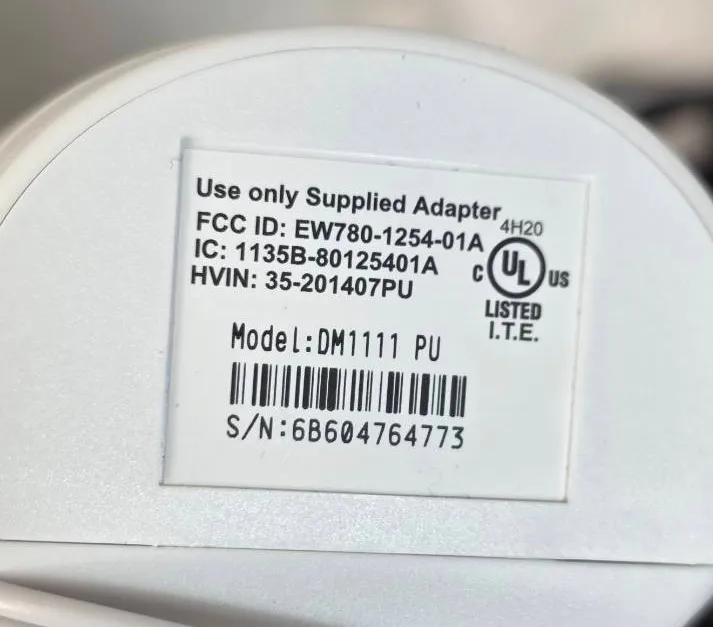 Use only Supplied Adapter
FCC ID: EW780-1254-01A
4H20
IC: 1135B-80125401A
HVIN: 35-201407PU
C UL US
LISTED
I.T.E.
Model:DM1111 PU
S/N:6B604764773